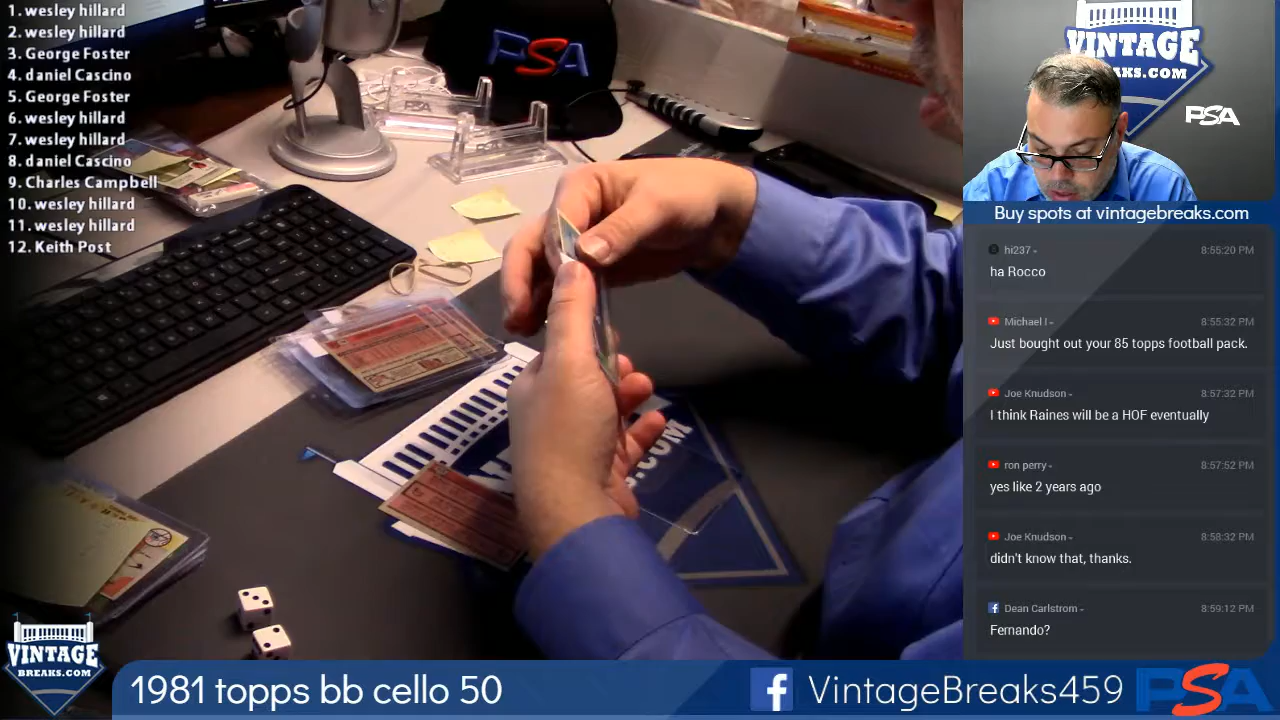 1. wesley hillard
2. wesley hillard
3. George Foster
4. daniel Cascino
5. George Foster
6. wesley hillard
7. wesley hillard
8. daniel Cascino
9. Charles Campbell
10. wesley hillard
11. wesley hillard
12. Keith Post
PSA
PSA
VINTAGE
BREAKS.COM
PSA
Buy spots at vintagebreaks.com
hi237 - 8:55:20 PM
ha Rocco
Michael I - 8:55:32 PM
Just bought out your 85 topps football pack.
Joe Knudson - 8:57:32 PM
I think Raines will be a HOF eventually
ron perry - 8:57:52 PM
yes like 2 years ago
Joe Knudson - 8:58:32 PM
didn't know that, thanks.
Dean Carlstrom - 8:59:12 PM
Fernando?
.COM
VINTAGE
BREAKS.COM
1981 topps bb cello 50
f VintageBreaks459
PSA